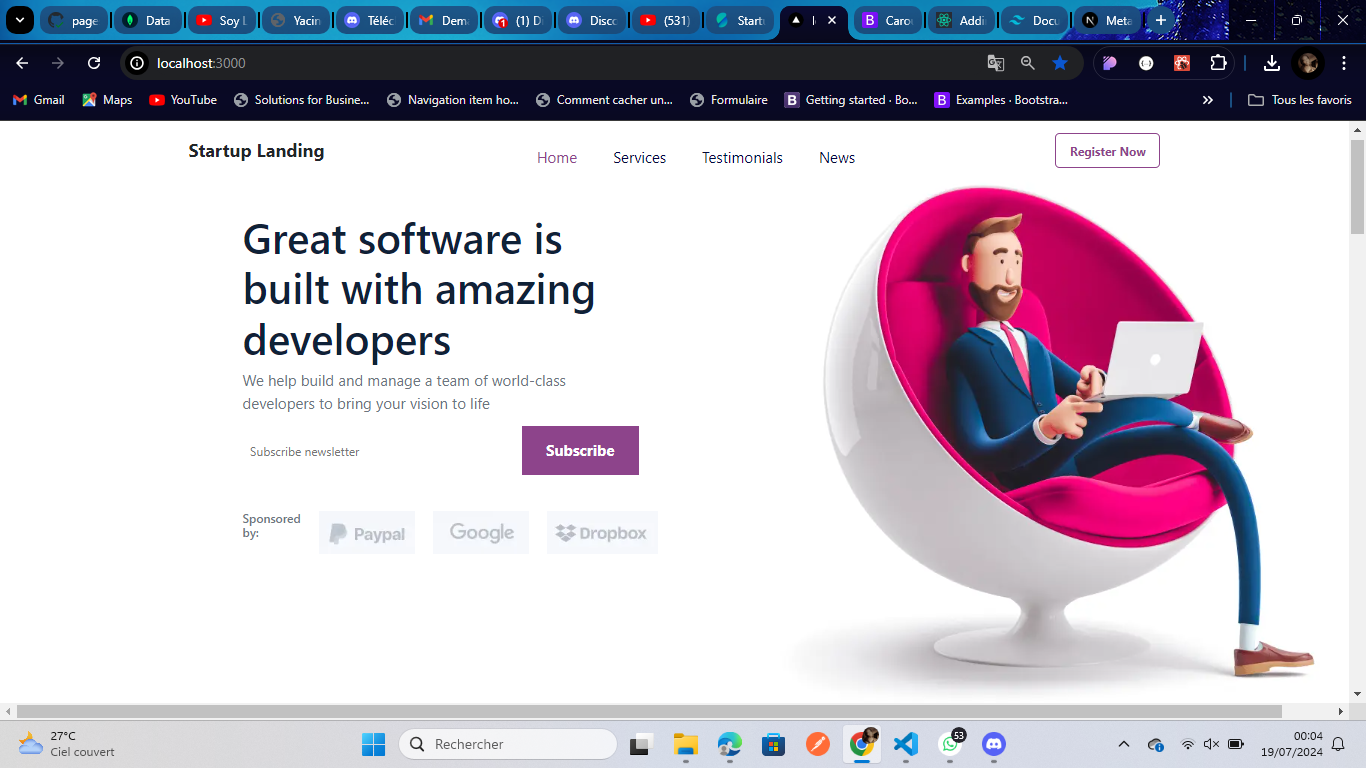 page
Data
Soy L
Yacin
Téléc
Dema
(1) Di
Disco
(531)
Startu
Carou
Addi
Docu
Meta
localhost:3000
Gmail
Maps
YouTube
Solutions for Busine...
Navigation item ho...
Comment cacher un...
Formulaire
Getting started · Bo...
Examples · Bootstra...
Tous les favoris
Startup Landing
Home
Services
Testimonials
News
Register Now
Great software is
built with amazing
developers
We help build and manage a team of world-class
developers to bring your vision to life
Subscribe newsletter
Subscribe
Sponsored
by:
Paypal
Google
Dropbox
27°C
Ciel couvert
Rechercher
53
00:04
19/07/2024